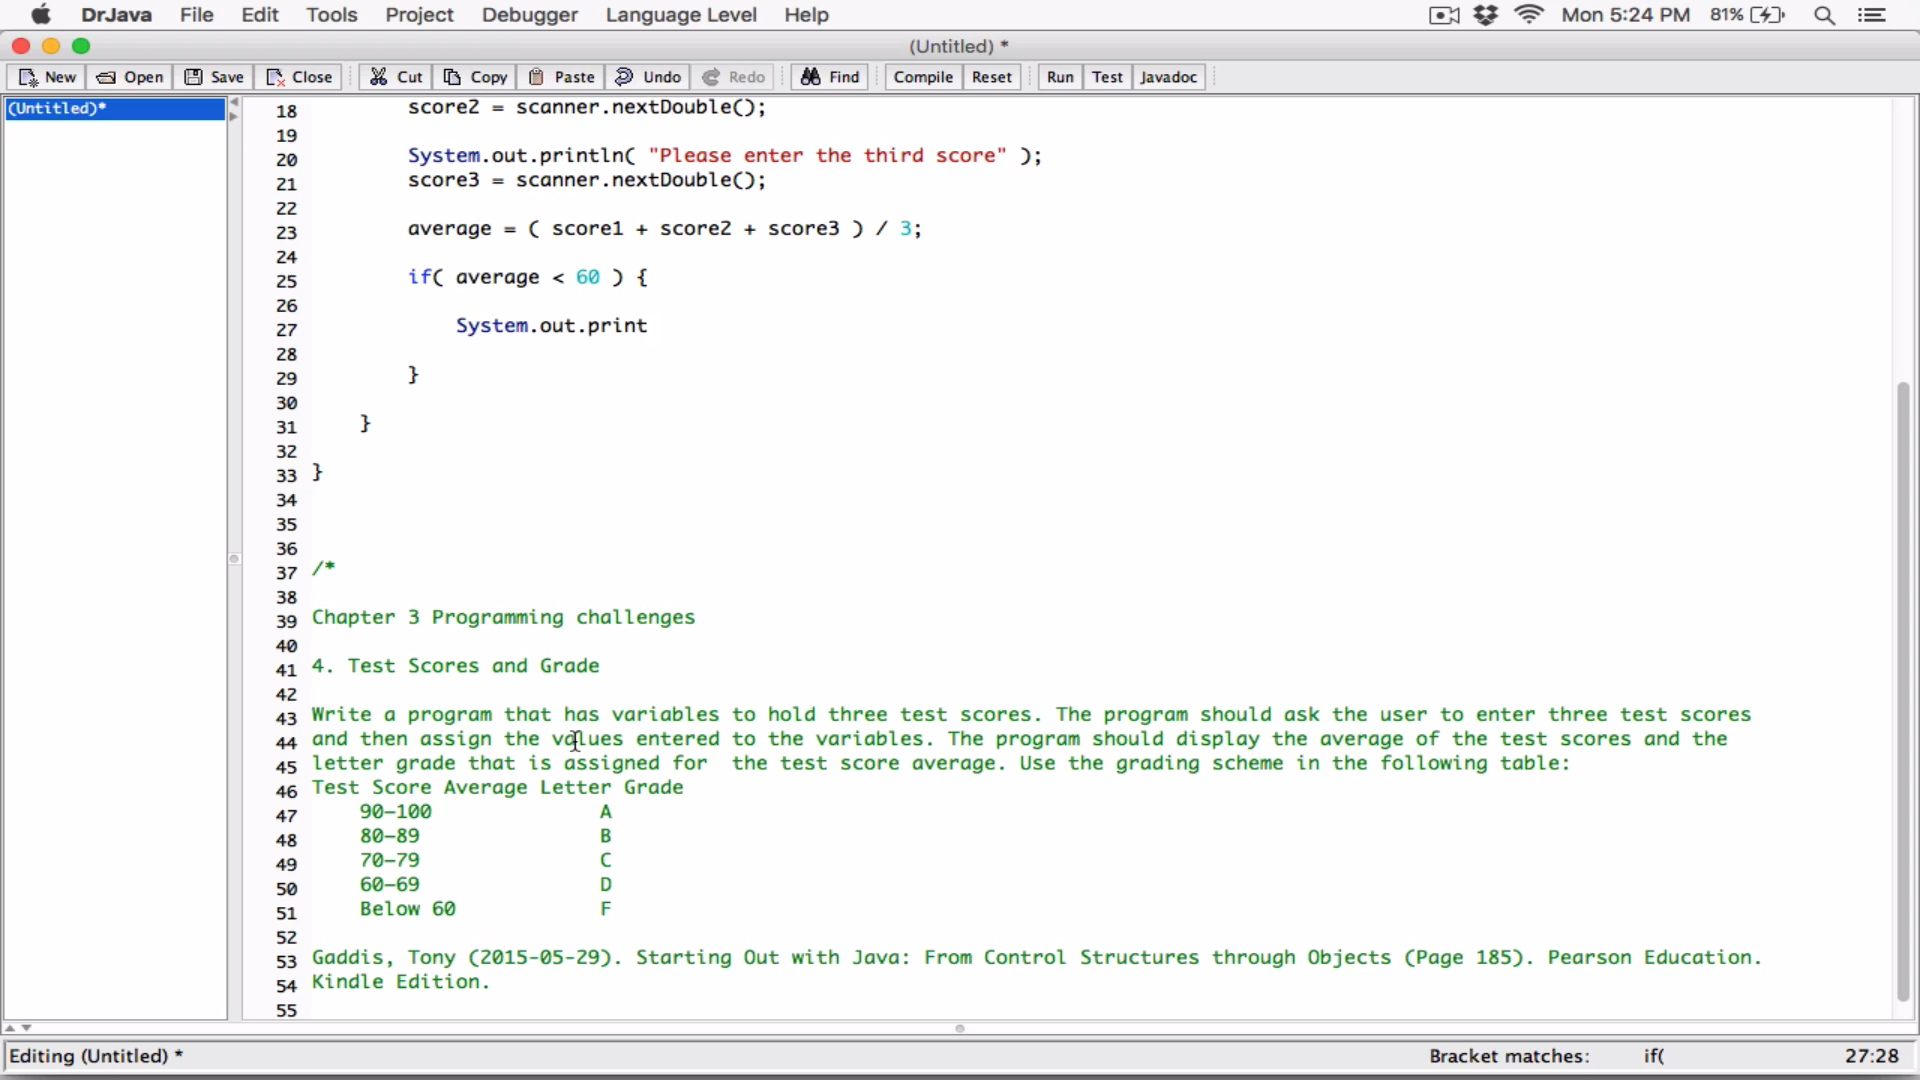 DrJava File Edit Tools Project Debugger Language Level Help Mon 5:24 PM 81%
(Untitled) *
New Open Save Close Cut Copy Paste Undo Redo Find Compile Reset Run Test Javadoc
(Untitled)*
18 score2 = scanner.nextDouble();
19
20 System.out.println( "Please enter the third score" );
21 score3 = scanner.nextDouble();
22
23 average = ( score1 + score2 + score3 ) / 3;
24
25 if( average < 60 ) {
26
27 System.out.print
28
29 }
30
31 }
32
33 }
34
35
36
37 /*
38
39 Chapter 3 Programming challenges
40
41 4. Test Scores and Grade
42
43 Write a program that has variables to hold three test scores. The program should ask the user to enter three test scores
44 and then assign the values entered to the variables. The program should display the average of the test scores and the
45 letter grade that is assigned for  the test score average. Use the grading scheme in the following table:
46 Test Score Average Letter Grade
47 90–100 A
48 80–89 B
49 70–79 C
50 60–69 D
51 Below 60 F
52
53 Gaddis, Tony (2015-05-29). Starting Out with Java: From Control Structures through Objects (Page 185). Pearson Education.
54 Kindle Edition.
55
Editing (Untitled) * Bracket matches: if( 27:28